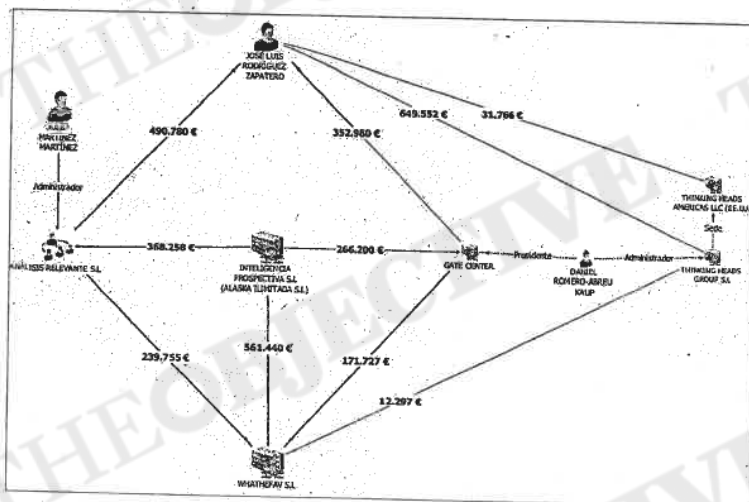 JOSÉ LUIS
RODRÍGUEZ
ZAPATERO
MARTÍNEZ
MARTÍNEZ
490.780 €
352.980 €
649.552 €
31.766 €
Administrador
THINKING HEADS
AMERICAS LLC (EE.UU)
Sede
ANÁLISIS RELEVANTE S.L
368.258 €
INTELIGENCIA
PROSPECTIVA S.L
(ALASKA ILIMITADA S.L)
266.200 €
GATE CENTER
Presidente
DANIEL
ROMERO-ABREU
KAUP
Administrador
THINKING HEADS
GROUP S.L
239.755 €
561.440 €
171.727 €
12.297 €
WHATHEFAV S.L
THE OBJECTIVE